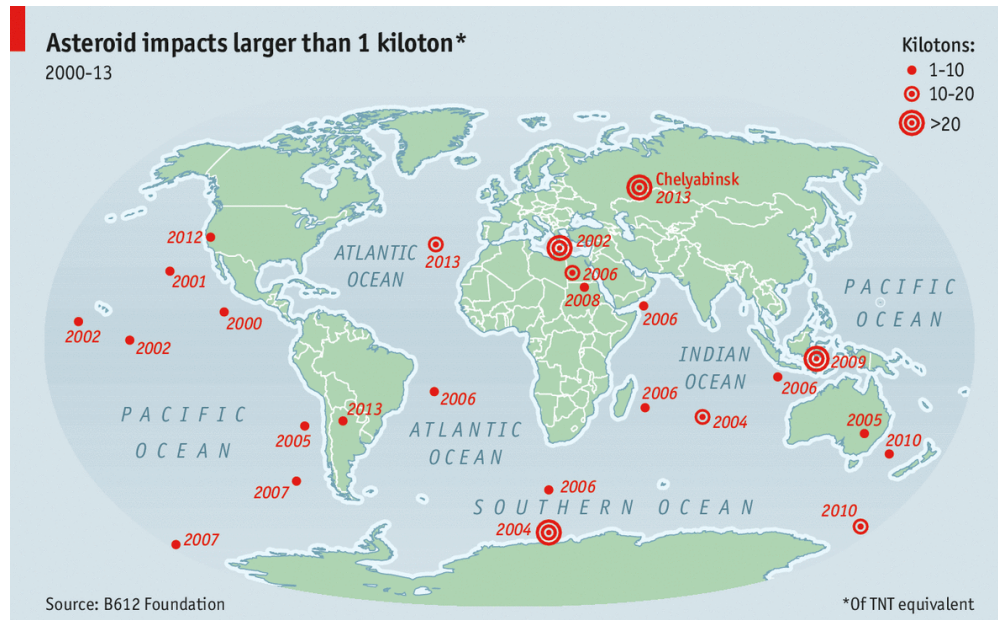 Asteroid impacts larger than 1 kiloton*
2000-13
Kilotons:
1-10
10-20
>20
Chelyabinsk
2013
2012
ATLANTIC
OCEAN
2013
2002
2001
2006
2008
PACIFIC
OCEAN
2000
2006
2002
2002
INDIAN
OCEAN
2009
2006
2006
2006
2004
PACIFIC
OCEAN
2013
2005
ATLANTIC
OCEAN
2005
2010
2007
2006
SOUTHERN OCEAN
2004
2010
2007
Source: B612 Foundation
*Of TNT equivalent